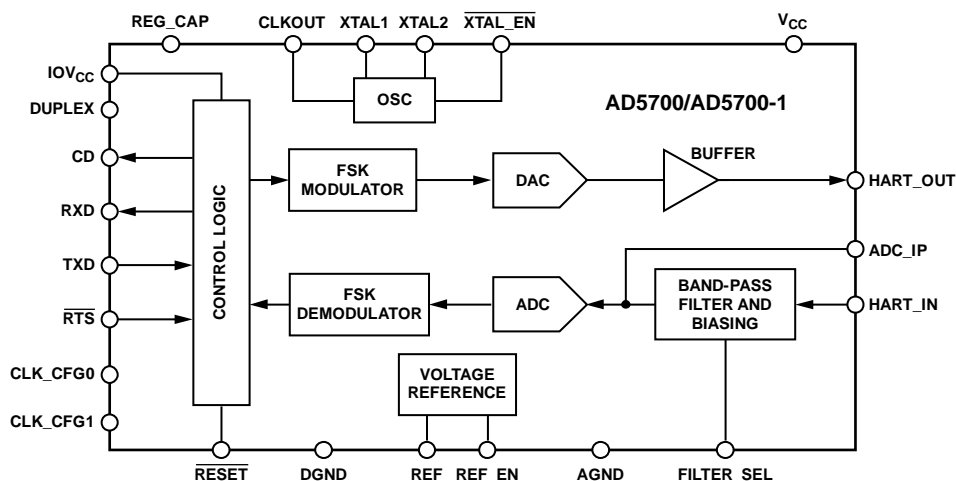 REG_CAP
CLKOUT
XTAL1
XTAL2
XTAL_EN
VCC
IOVCC
DUPLEX
CD
RXD
TXD
RTS
CLK_CFG0
CLK_CFG1
OSC
AD5700/AD5700-1
CONTROL LOGIC
FSK
MODULATOR
DAC
BUFFER
HART_OUT
ADC_IP
HART_IN
FSK
DEMODULATOR
ADC
BAND-PASS
FILTER AND
BIASING
VOLTAGE
REFERENCE
RESET
DGND
REF
REF_EN
AGND
FILTER_SEL